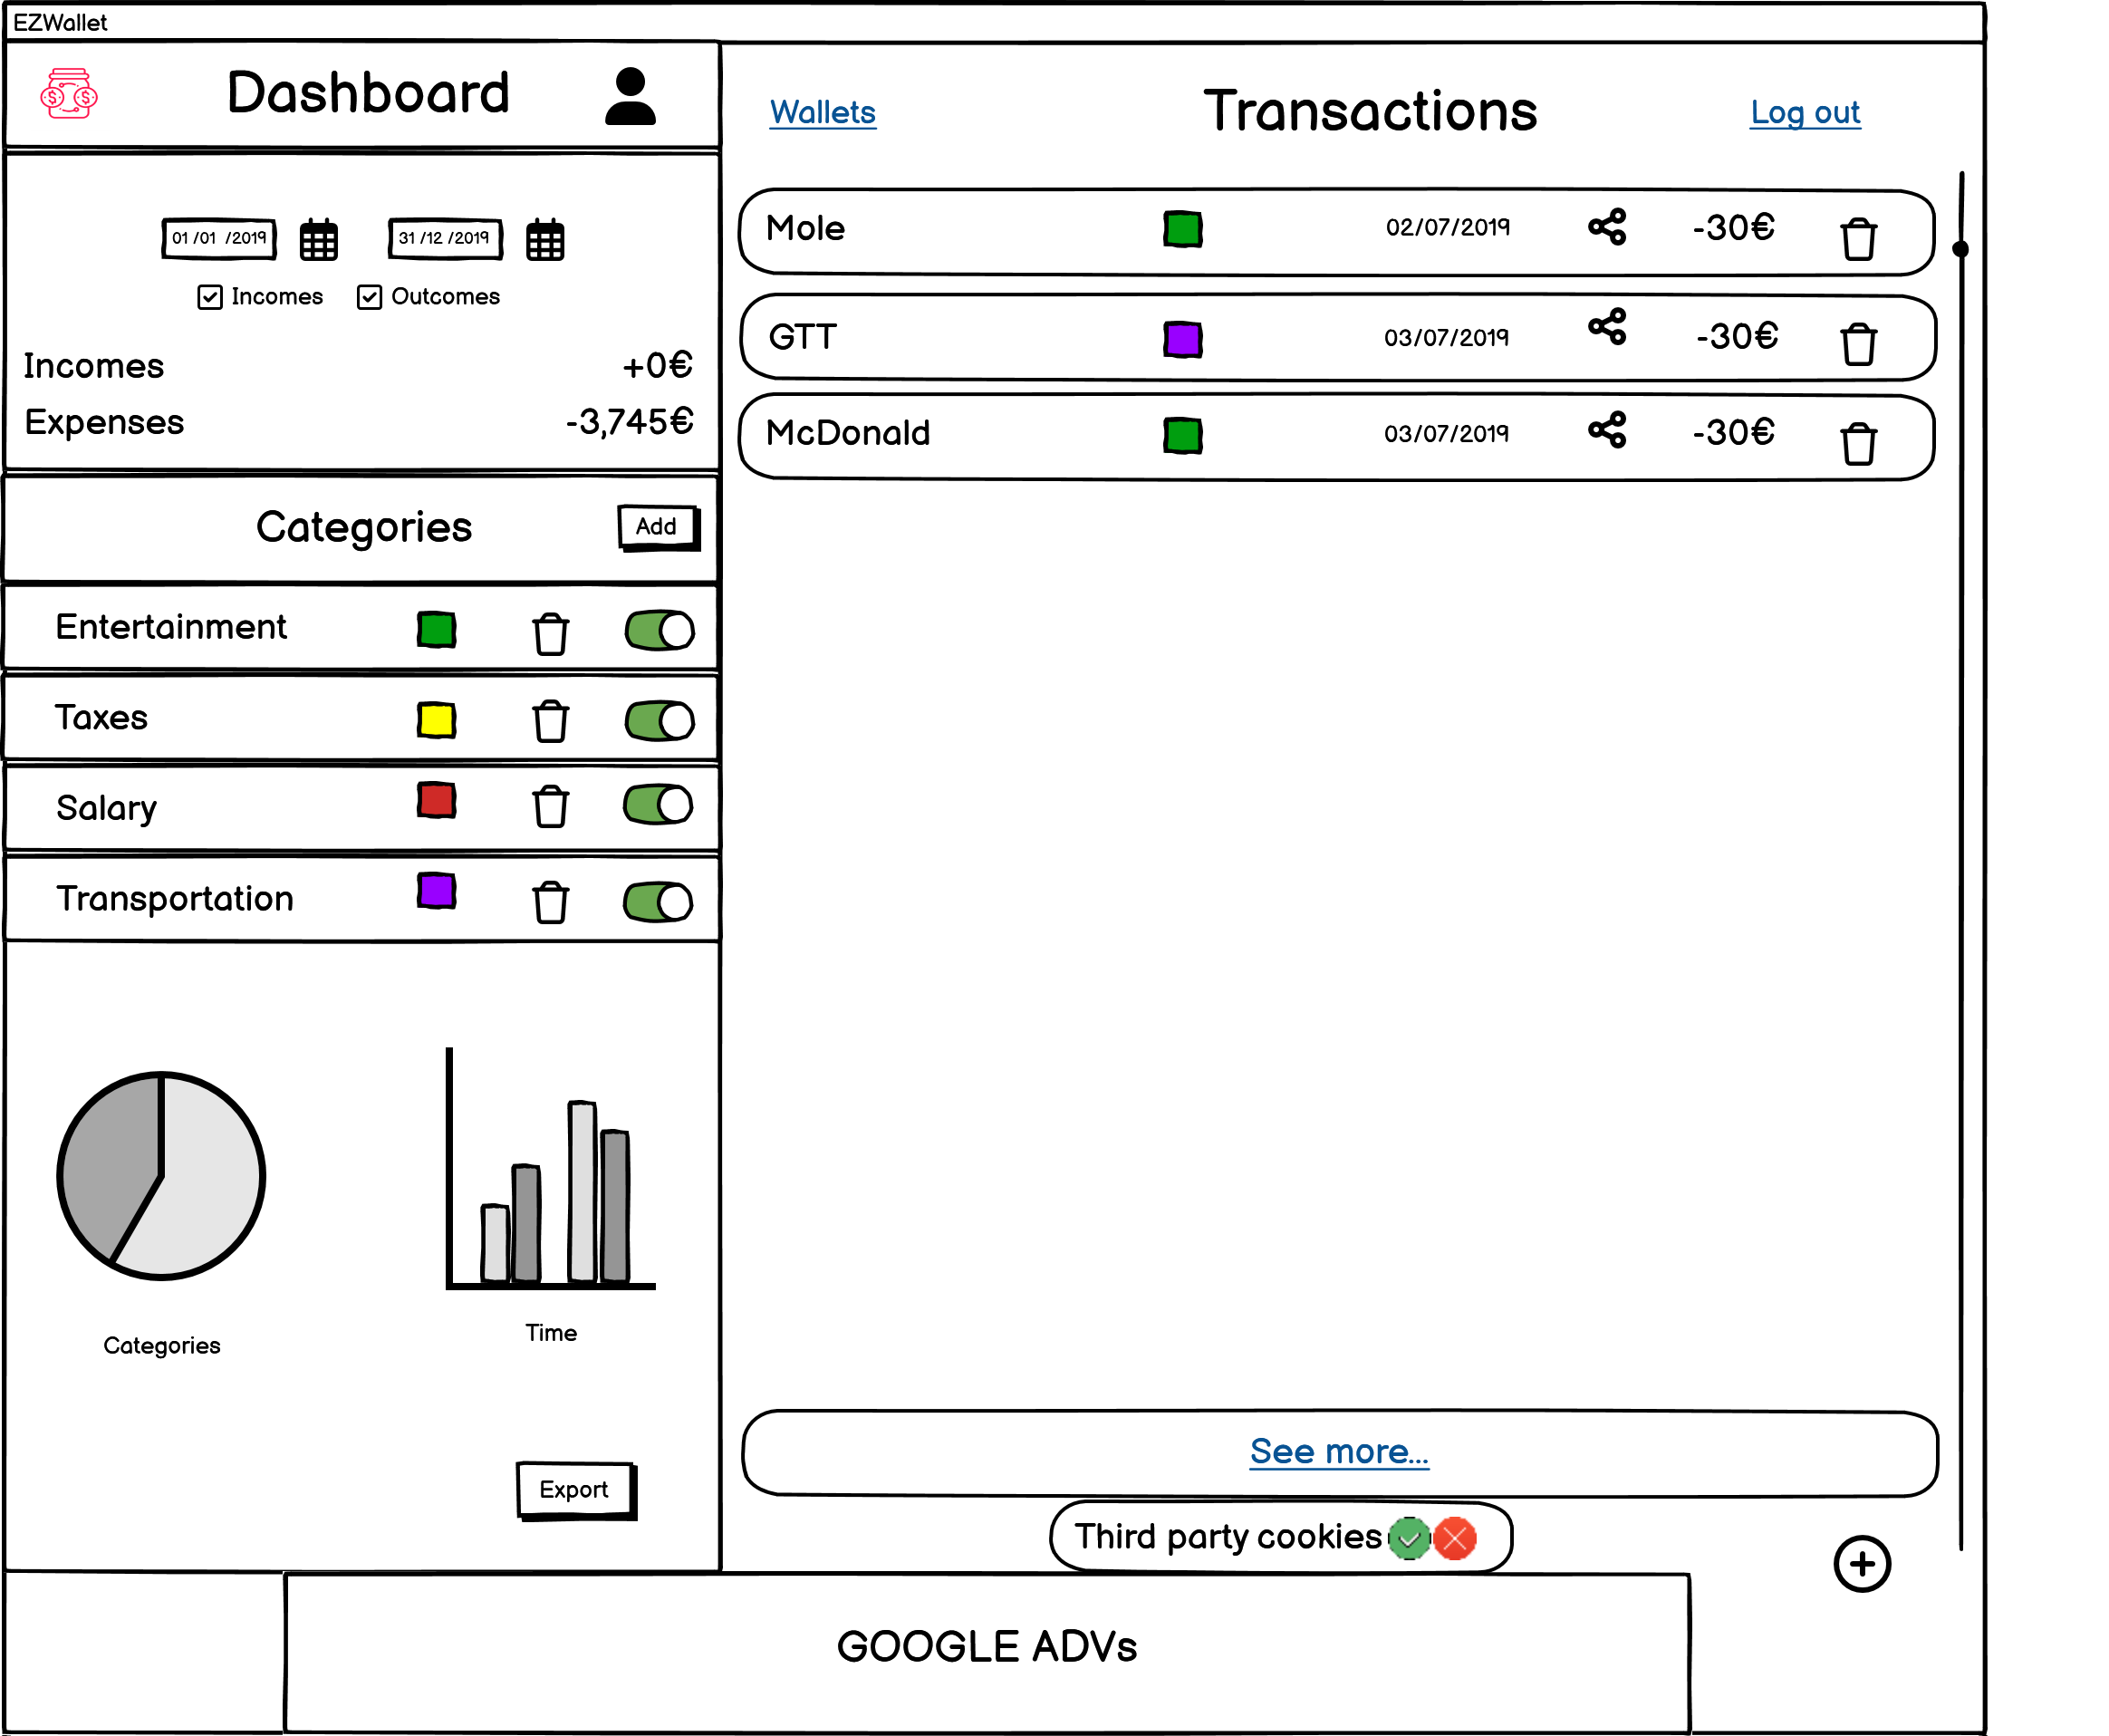 EZWallet
Dashboard
01 /01 /2019
31 /12 /2019
Incomes
Outcomes
Incomes
+0€
Expenses
-3,745€
Categories
Add
Entertainment
Taxes
Salary
Transportation
Categories
Time
Export
Wallets
Transactions
Log out
Mole
02/07/2019
-30€
GTT
03/07/2019
-30€
McDonald
03/07/2019
-30€
See more...
Third party cookies
GOOGLE ADVs